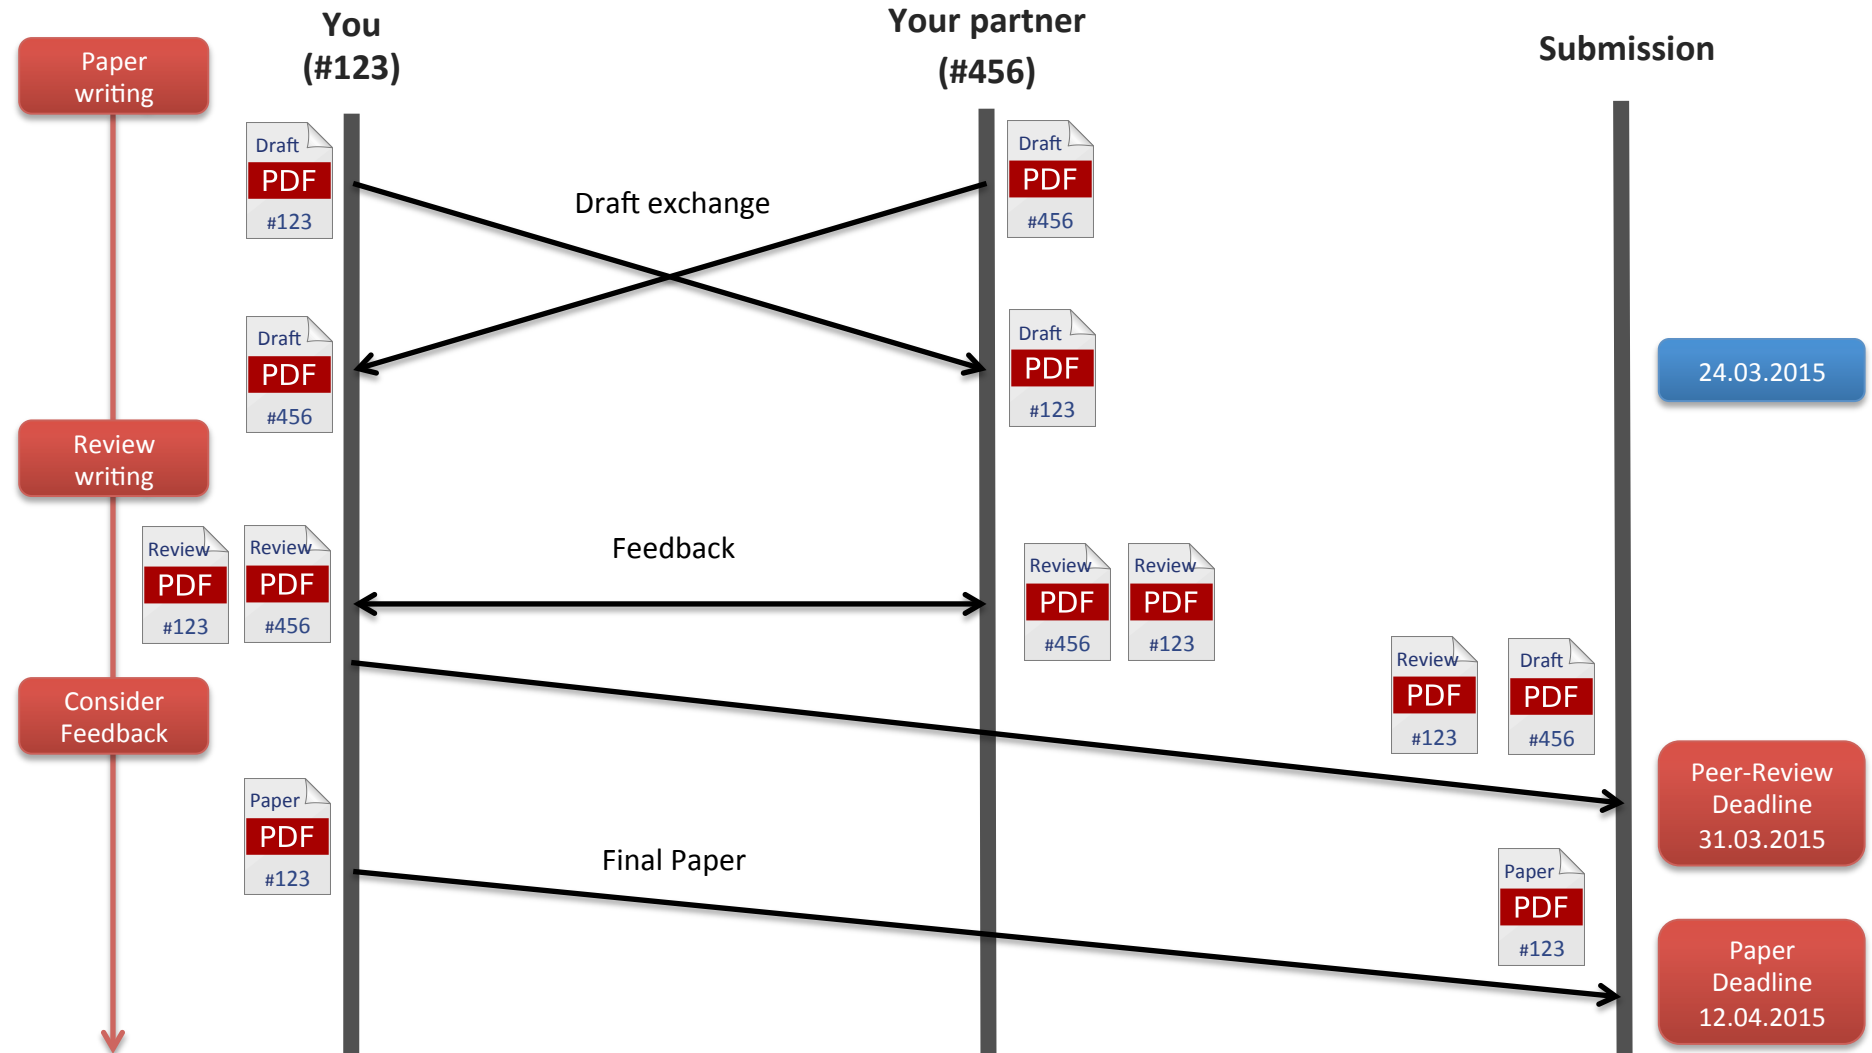 You
(#123)
Your partner
(#456)
Submission
Paper
writing
Draft
PDF
#123
Draft
PDF
#456
Draft exchange
Draft
PDF
#456
Draft
PDF
#123
24.03.2015
Review
writing
Review
PDF
#123
Review
PDF
#456
Feedback
Review
PDF
#456
Review
PDF
#123
Review
PDF
#123
Draft
PDF
#456
Consider
Feedback
Peer-Review
Deadline
31.03.2015
Paper
PDF
#123
Final Paper
Paper
PDF
#123
Paper
Deadline
12.04.2015